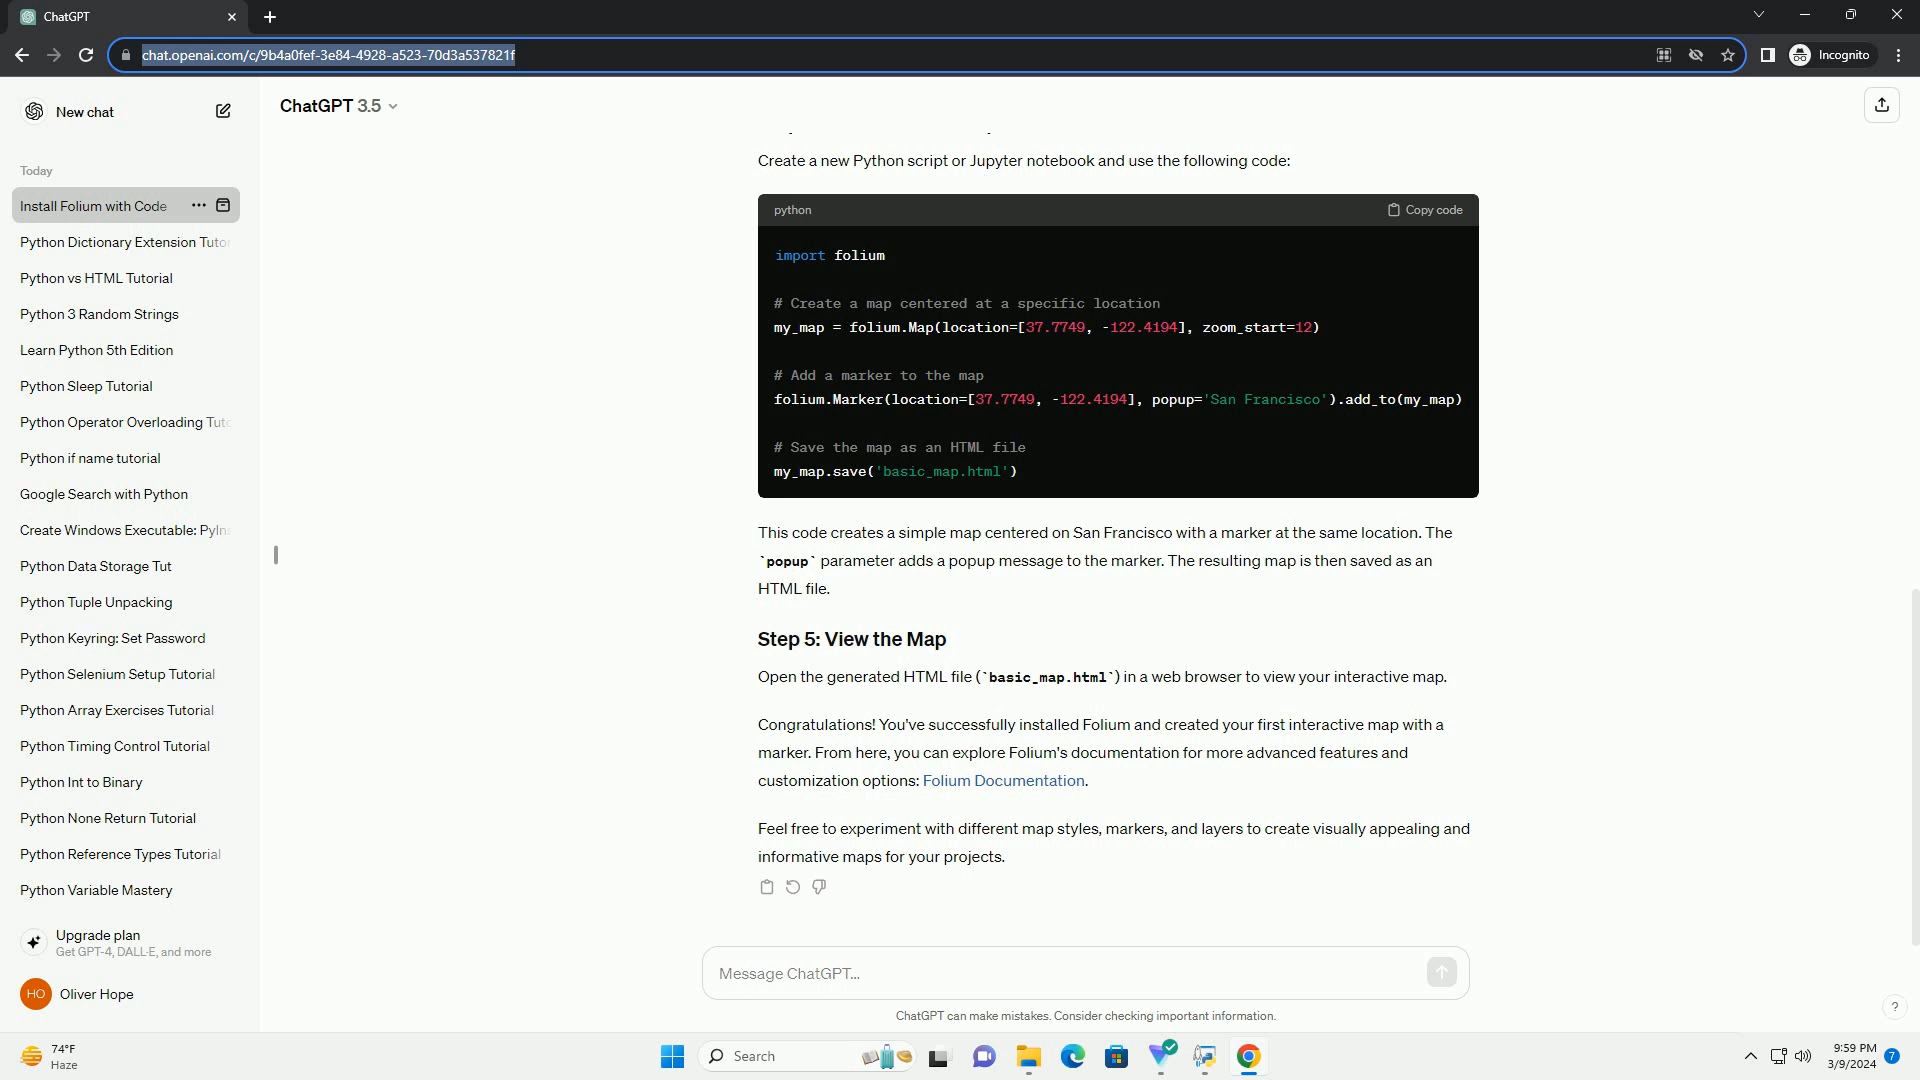 ChatGPT
chat.openai.com/c/9b4a0fef-3e84-4928-a523-70d3a537821f
Incognito
New chat
ChatGPT 3.5
Today
Install Folium with Code
Python Dictionary Extension Tutor
Python vs HTML Tutorial
Python 3 Random Strings
Learn Python 5th Edition
Python Sleep Tutorial
Python Operator Overloading Tuto
Python if name tutorial
Google Search with Python
Create Windows Executable: PyIns
Python Data Storage Tut
Python Tuple Unpacking
Python Keyring: Set Password
Python Selenium Setup Tutorial
Python Array Exercises Tutorial
Python Timing Control Tutorial
Python Int to Binary
Python None Return Tutorial
Python Reference Types Tutorial
Python Variable Mastery
Upgrade plan
Get GPT-4, DALL·E, and more
HO Oliver Hope
Create a new Python script or Jupyter notebook and use the following code:
python
Copy code
import folium
# Create a map centered at a specific location
my_map = folium.Map(location=[37.7749, -122.4194], zoom_start=12)
# Add a marker to the map
folium.Marker(location=[37.7749, -122.4194], popup='San Francisco').add_to(my_map)
# Save the map as an HTML file
my_map.save('basic_map.html')
This code creates a simple map centered on San Francisco with a marker at the same location. The
`popup` parameter adds a popup message to the marker. The resulting map is then saved as an
HTML file.
Step 5: View the Map
Open the generated HTML file (`basic_map.html`) in a web browser to view your interactive map.
Congratulations! You've successfully installed Folium and created your first interactive map with a
marker. From here, you can explore Folium's documentation for more advanced features and
customization options: Folium Documentation.
Feel free to experiment with different map styles, markers, and layers to create visually appealing and
informative maps for your projects.
Message ChatGPT...
ChatGPT can make mistakes. Consider checking important information.
?
74°F
Haze
Search
9:59 PM
3/9/2024
7